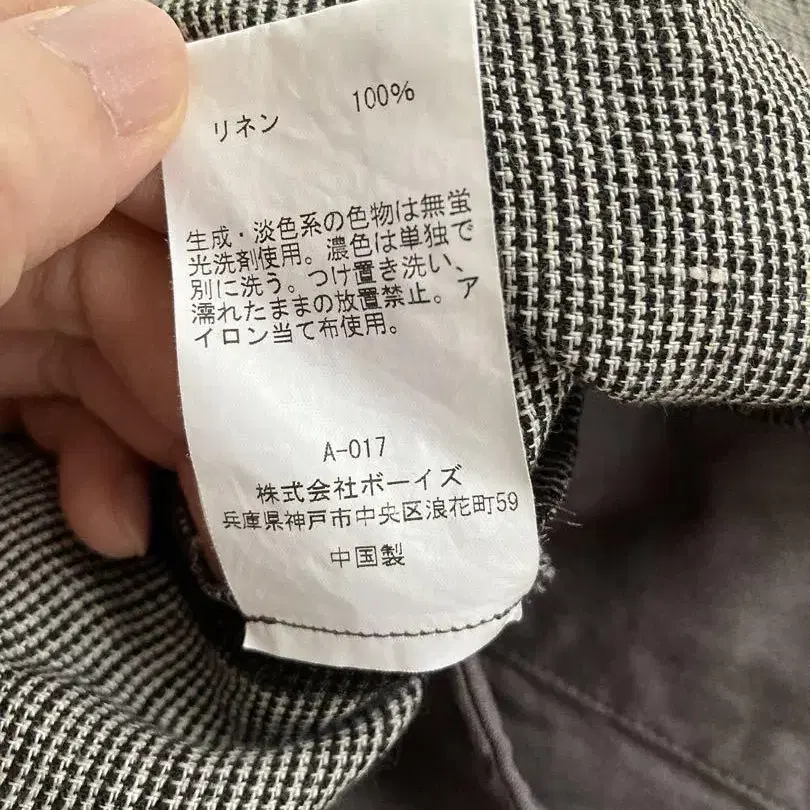 リネン 100%
生成・淡色系の色物は無蛍
光洗剤使用。濃色は単独で
別に洗う。つけ置き洗い、
濡れたままの放置禁止。ア
イロン当て布使用。
A-017
株式会社ボーイズ
兵庫県神戸市中央区浪花町59
中国製